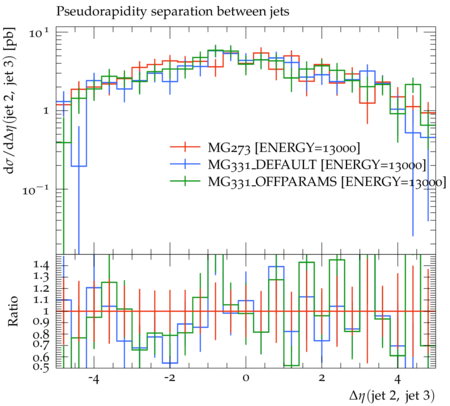 Pseudorapidity separation between jets
dσ/dΔη(jet 2, jet 3) [pb]
10¹
1
10⁻¹
MG273 [ENERGY=13000]
MG331_DEFAULT [ENERGY=13000]
MG331_OFFPARAMS [ENERGY=13000]
Ratio
1.4
1.3
1.2
1.1
1
0.9
0.8
0.7
0.6
0.5
-4 -2 0 2 4
Δη(jet 2, jet 3)